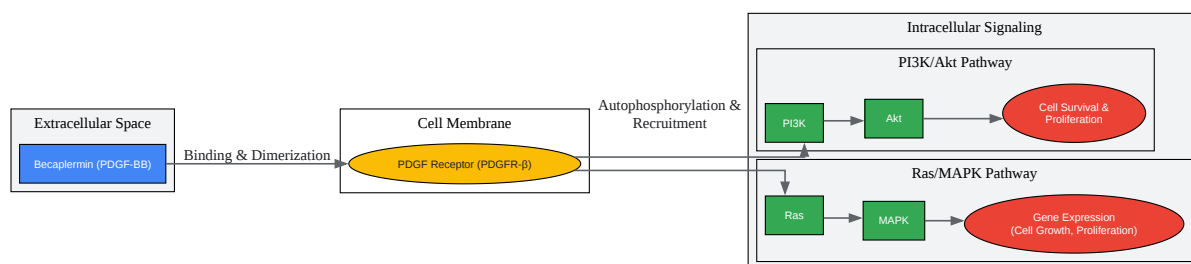 Extracellular Space
Becaplermin (PDGF-BB)
Binding & Dimerization
Cell Membrane
PDGF Receptor (PDGFR-β)
Autophosphorylation &
Recruitment
Intracellular Signaling
PI3K/Akt Pathway
PI3K
Akt
Cell Survival &
Proliferation
Ras/MAPK Pathway
Ras
MAPK
Gene Expression
(Cell Growth, Proliferation)